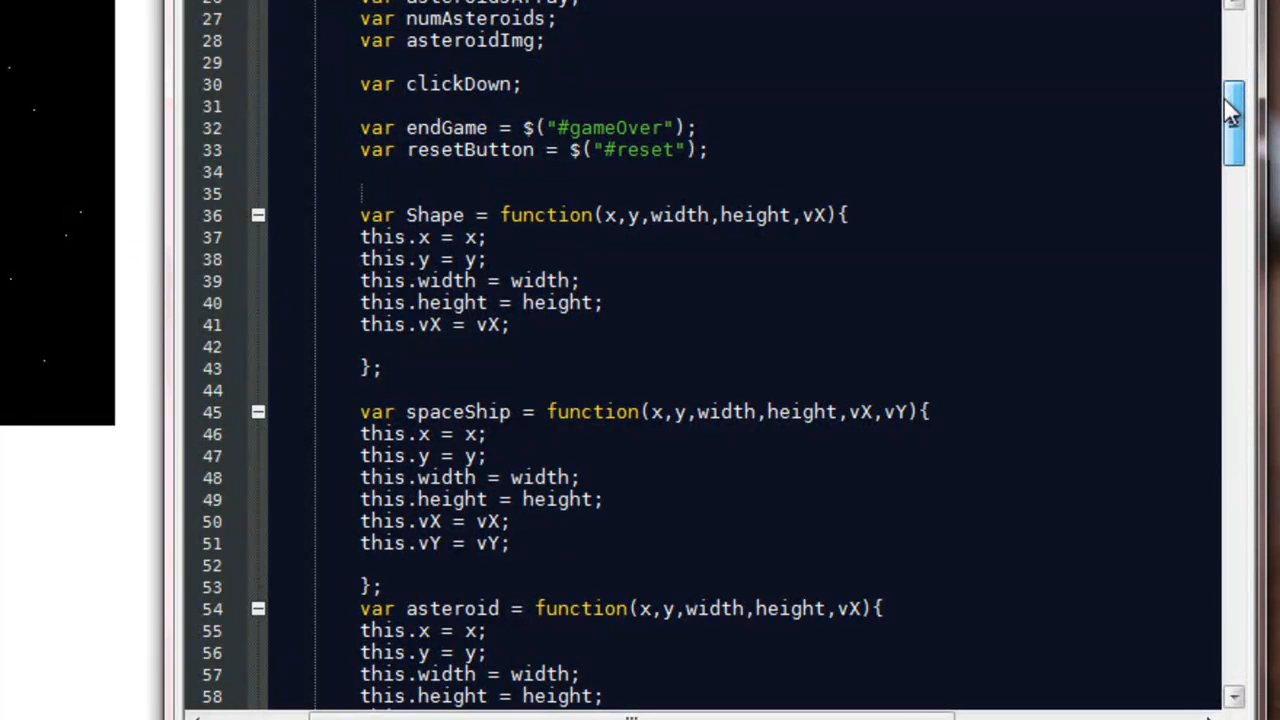 26 var asteroidsArray;
27 var numAsteroids;
28 var asteroidImg;
29
30 var clickDown;
31
32 var endGame = $("#gameOver");
33 var resetButton = $("#reset");
34
35
36 var Shape = function(x,y,width,height,vX){
37 this.x = x;
38 this.y = y;
39 this.width = width;
40 this.height = height;
41 this.vX = vX;
42
43 };
44
45 var spaceShip = function(x,y,width,height,vX,vY){
46 this.x = x;
47 this.y = y;
48 this.width = width;
49 this.height = height;
50 this.vX = vX;
51 this.vY = vY;
52
53 };
54 var asteroid = function(x,y,width,height,vX){
55 this.x = x;
56 this.y = y;
57 this.width = width;
58 this.height = height;